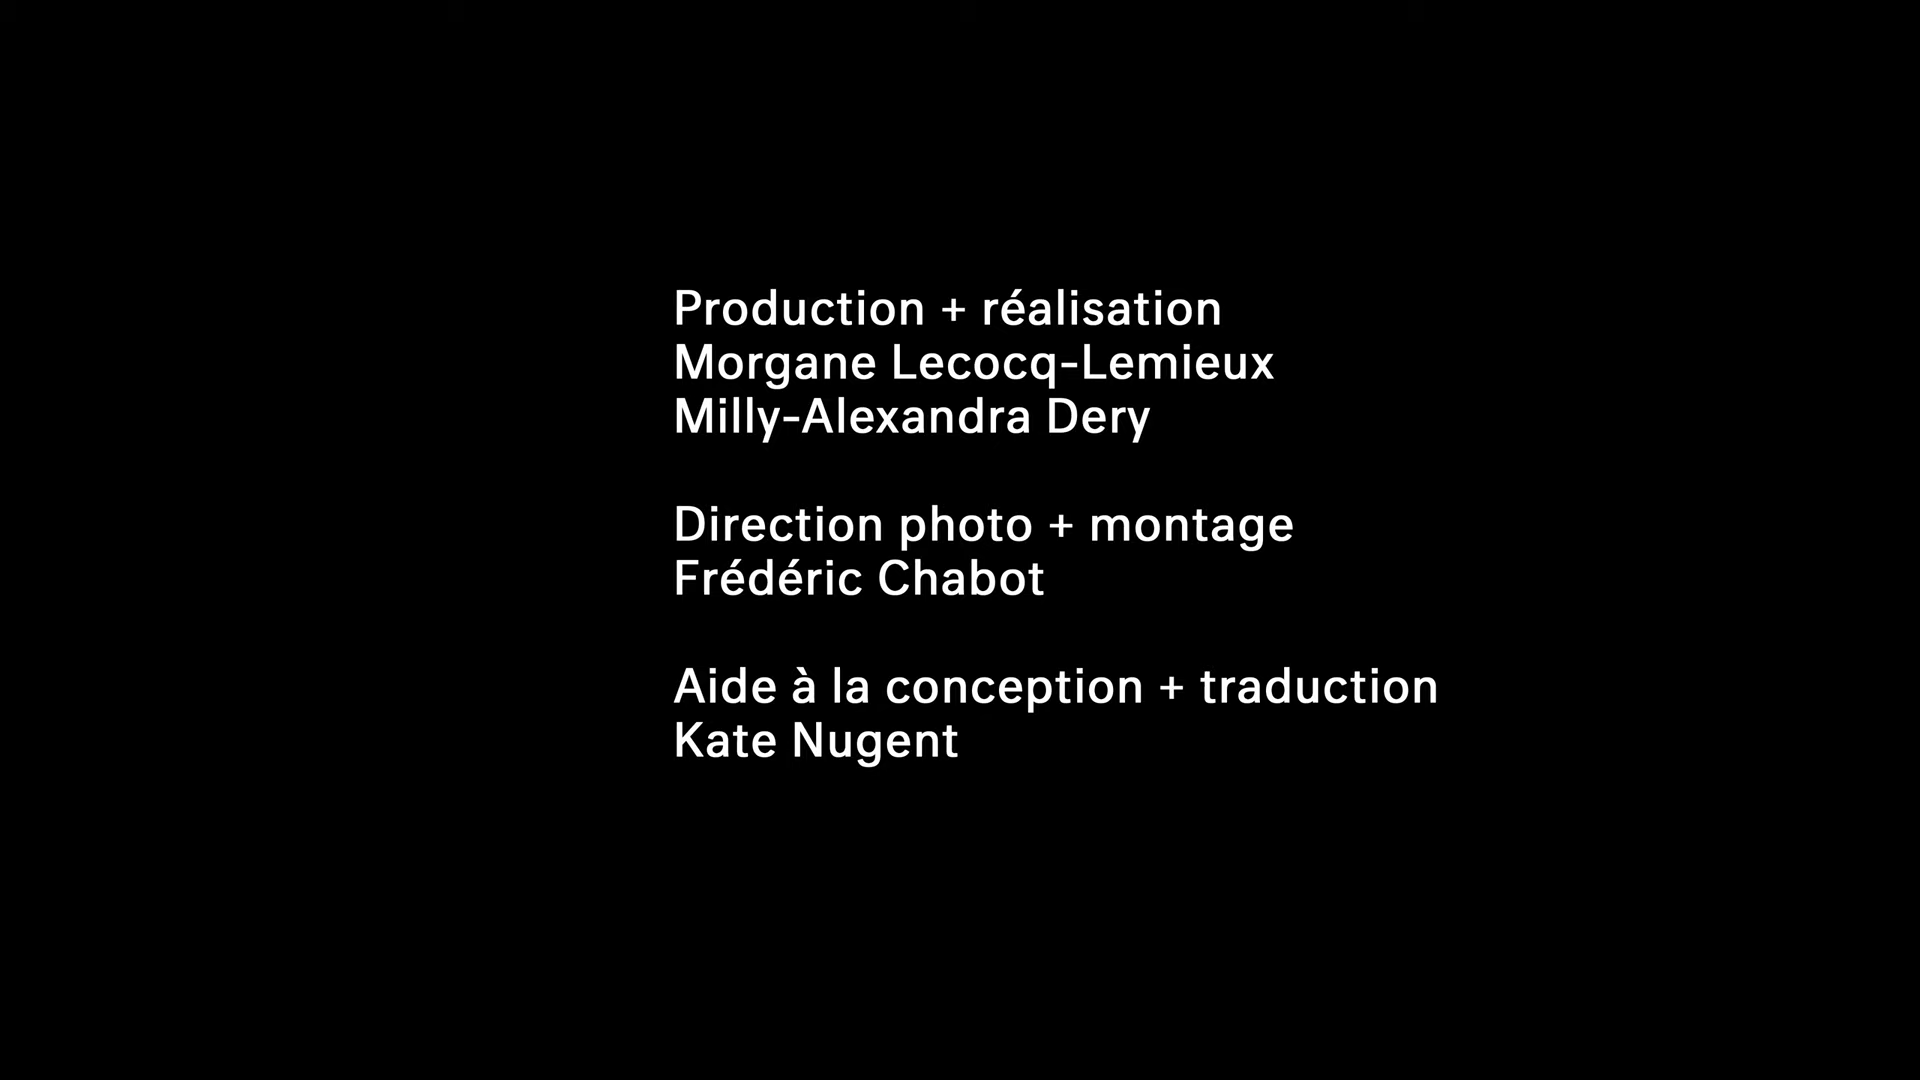 Production + réalisation
Morgane Lecocq-Lemieux
Milly-Alexandra Dery
Direction photo + montage
Frédéric Chabot
Aide à la conception + traduction
Kate Nugent